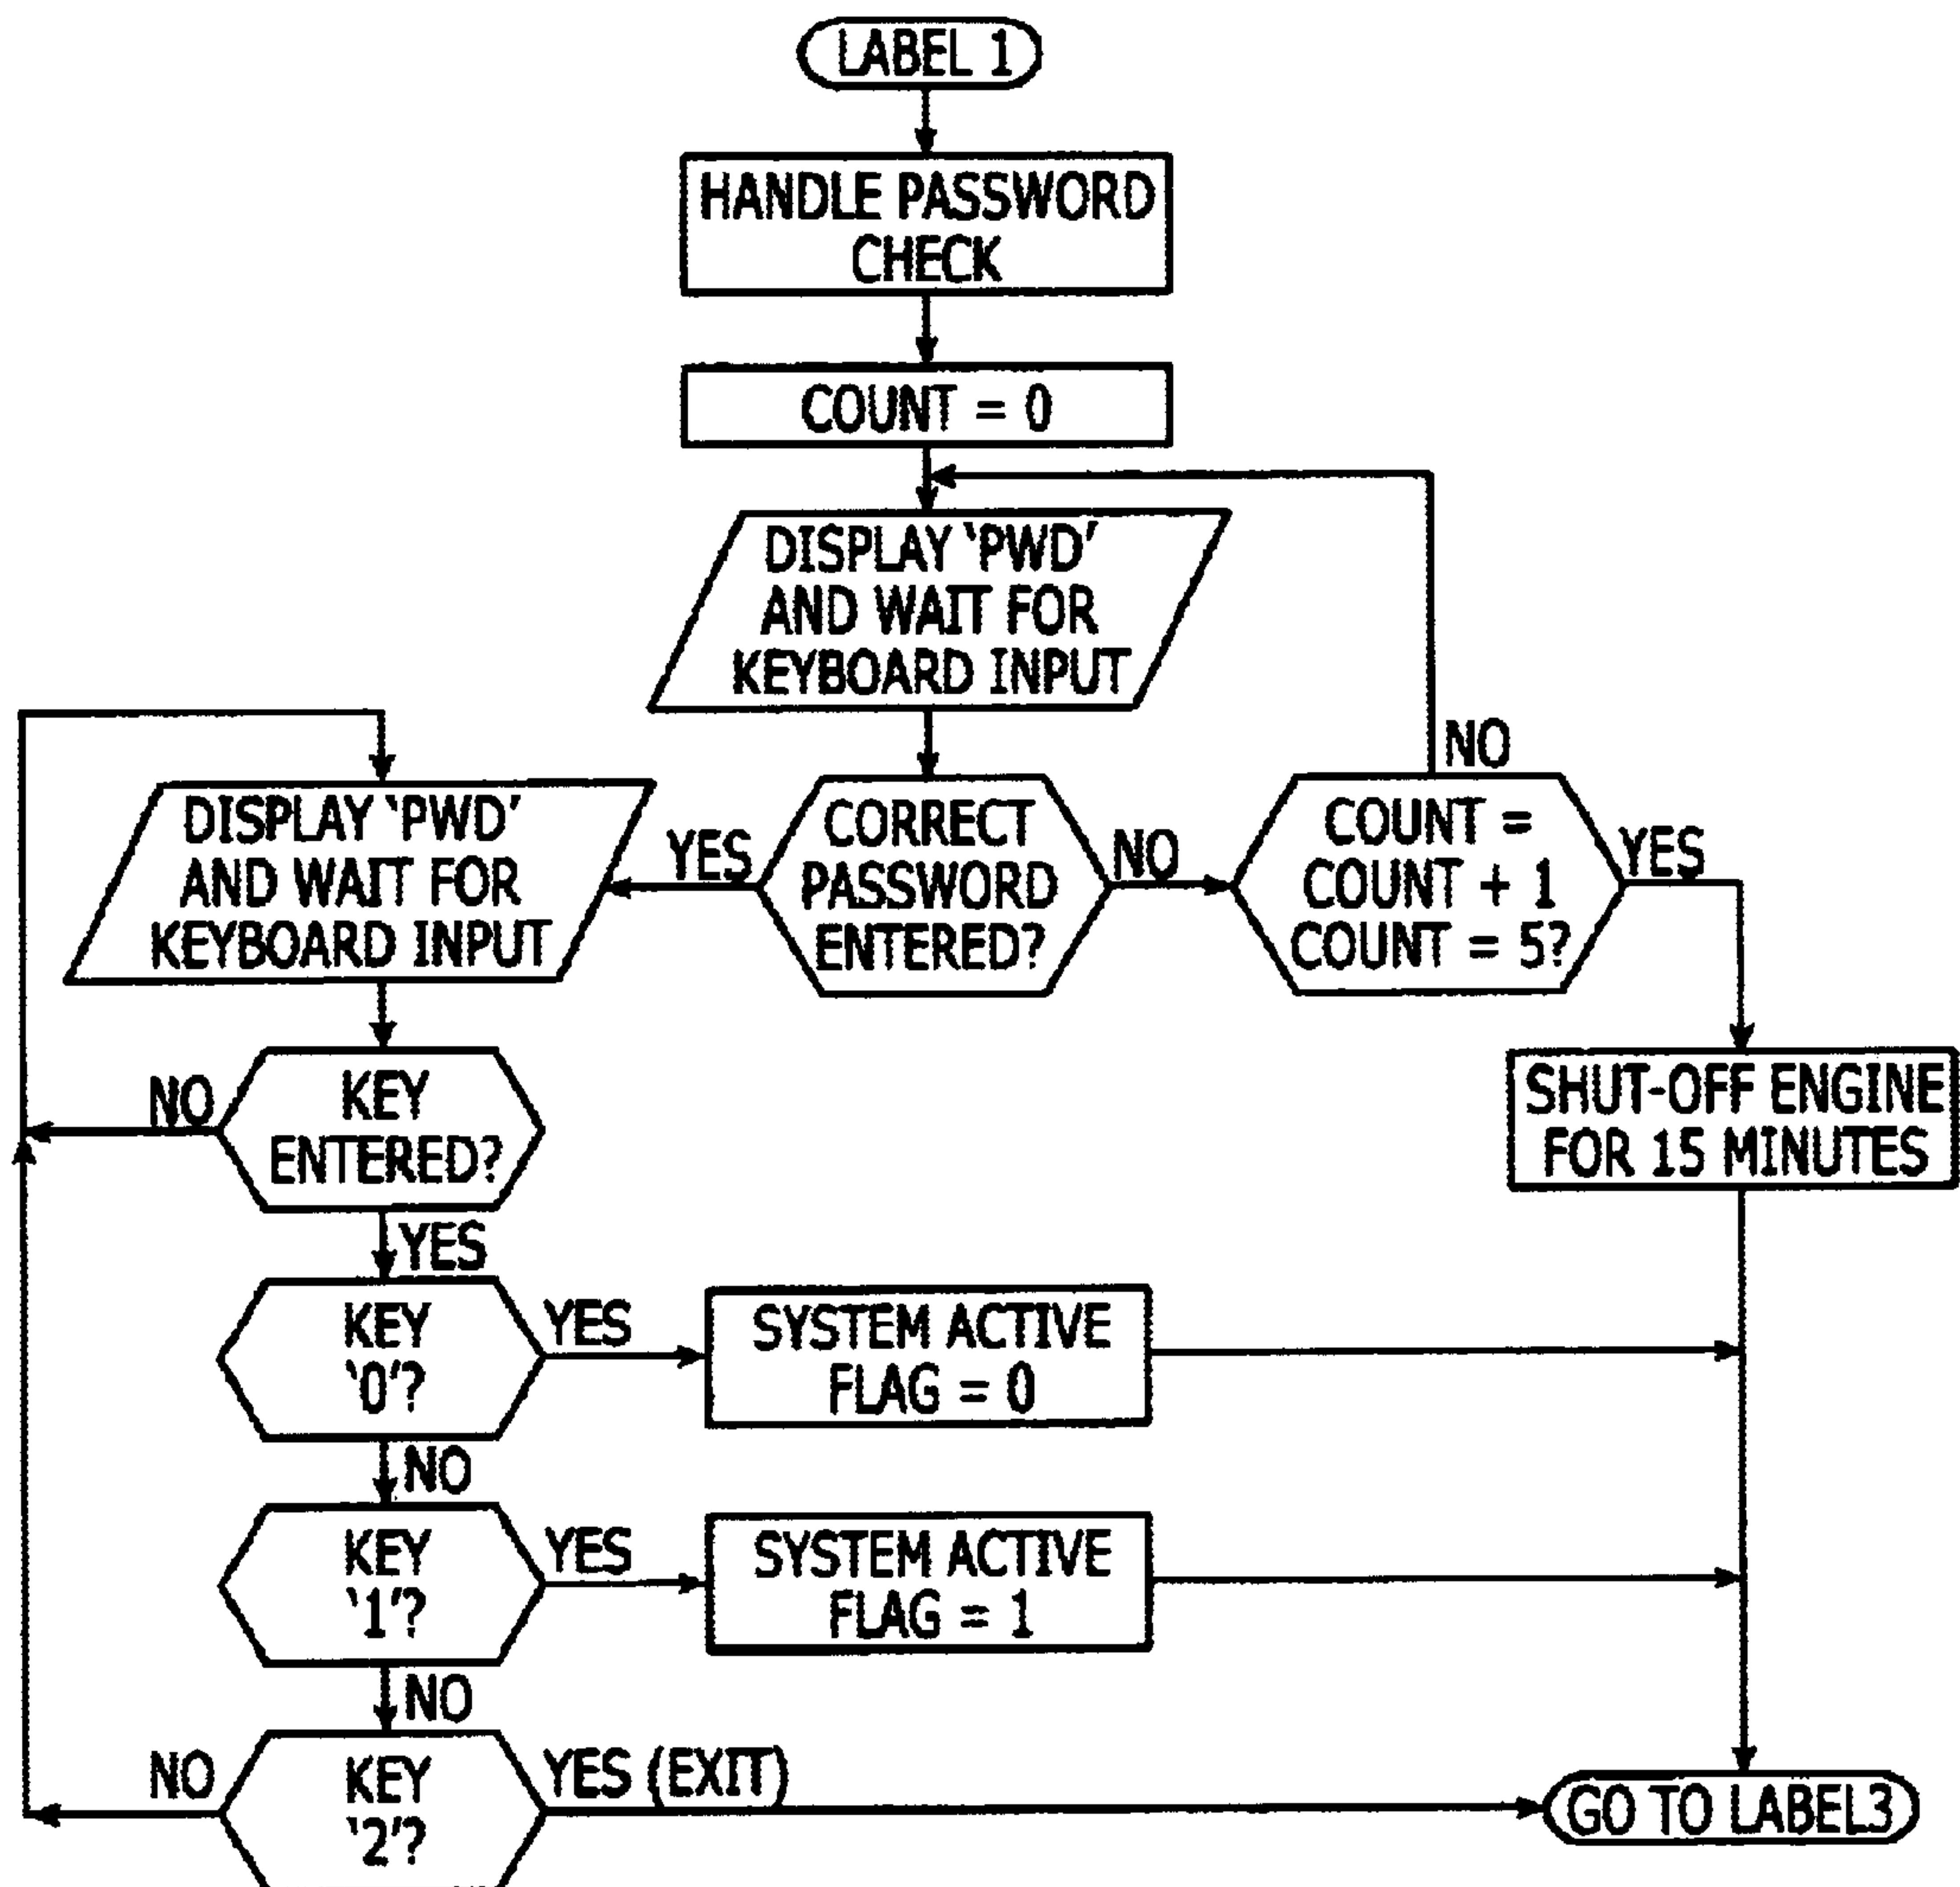 LABEL 1
HANDLE PASSWORD
CHECK
COUNT = 0
DISPLAY 'PWD'
AND WAIT FOR
KEYBOARD INPUT
NO
DISPLAY 'PWD'
AND WAIT FOR
KEYBOARD INPUT
YES
CORRECT
PASSWORD
ENTERED?
NO
COUNT =
COUNT + 1
COUNT = 5?
YES
NO
KEY
ENTERED?
SHUT-OFF ENGINE
FOR 15 MINUTES
YES
KEY
'0'?
YES
SYSTEM ACTIVE
FLAG = 0
NO
KEY
'1'?
YES
SYSTEM ACTIVE
FLAG = 1
NO
NO
KEY
'2'?
YES (EXIT)
GO TO LABEL3